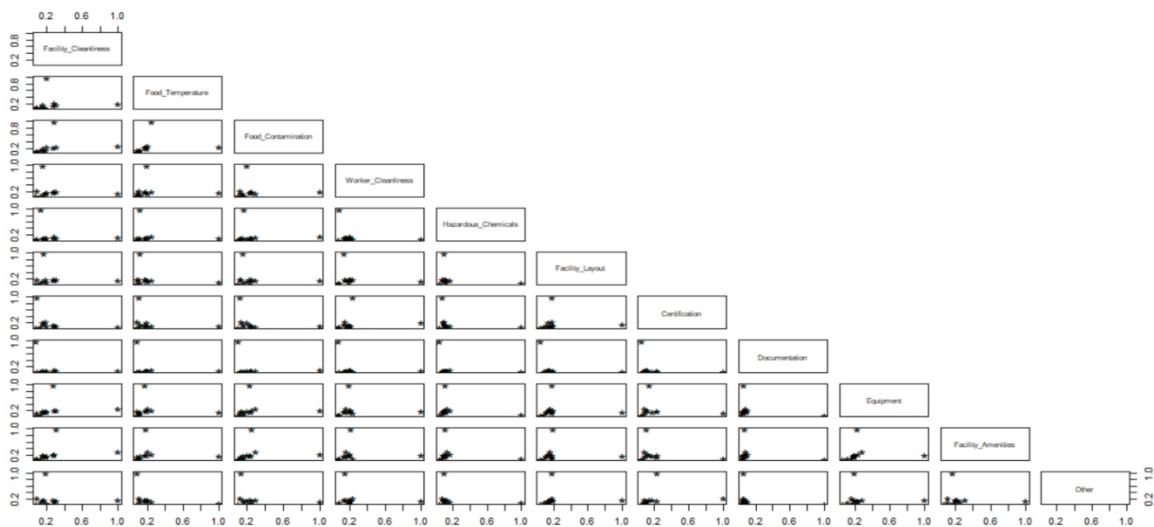 0.2 0.6 1.0
0.2 0.8
Facility_Cleanliness
0.2 0.8
Food_Temperature
0.2 0.8
Food_Contamination
0.2 1.0
Worker_Cleanliness
0.2 1.0
Hazardous_Chemicals
0.2 1.0
Facility_Layout
0.2 1.0
Certification
0.2 1.0
Documentation
0.2 1.0
Equipment
0.2 1.0
Facility_Amenities
0.2 1.0
Other
0.2 1.0
0.2 0.6 1.0 0.2 0.6 1.0 0.2 0.6 1.0 0.2 0.6 1.0 0.2 0.6 1.0 0.2 0.6 1.0 0.2 0.6 1.0 0.2 0.6 1.0 0.2 0.6 1.0 0.2 0.6 1.0 0.2 0.6 1.0